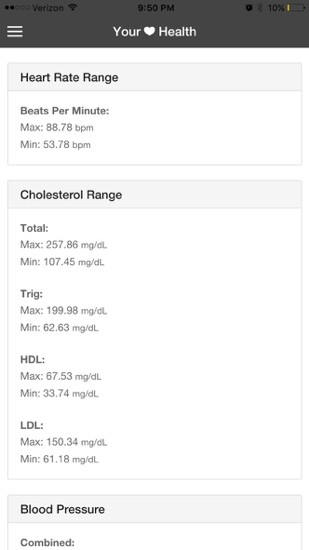 Verizon 9:50 PM 10%
Your Health
Heart Rate Range
Beats Per Minute:
Max: 88.78 bpm
Min: 53.78 bpm
Cholesterol Range
Total:
Max: 257.86 mg/dL
Min: 107.45 mg/dL
Trig:
Max: 199.98 mg/dL
Min: 62.63 mg/dL
HDL:
Max: 67.53 mg/dL
Min: 33.74 mg/dL
LDL:
Max: 150.34 mg/dL
Min: 61.18 mg/dL
Blood Pressure
Combined: